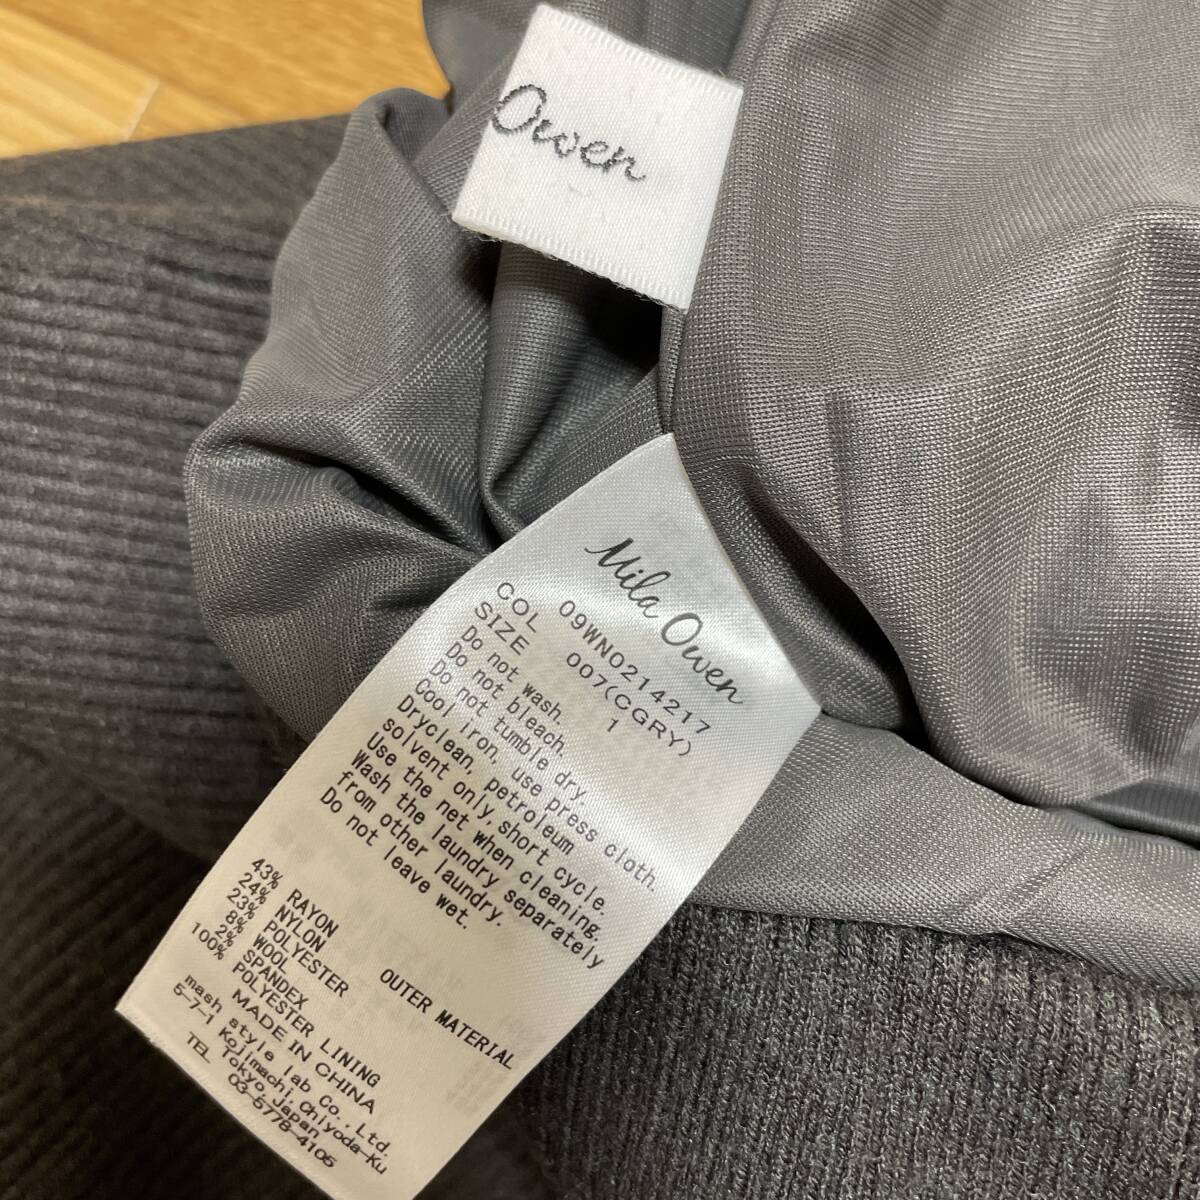 Owen
Mila Owen
09WN0214217
COL 007(CGRY)
SIZE 1
Do not wash.
Do not bleach.
Do not tumble dry.
Cool iron, use press cloth.
Dryclean, petroleum
solvent only, short cycle.
Use the net when cleaning.
Wash the laundry separately
from other laundry.
Do not leave wet.
43% RAYON
24% NYLON
23% POLYESTER OUTER MATERIAL
8% WOOL
2% SPANDEX
100% POLYESTER LINING
MADE IN CHINA
mash style lab Co., Ltd.
5-7-1 Kojimachi, Chiyoda-Ku
Tokyo, Japan
TEL 03-5778-4105